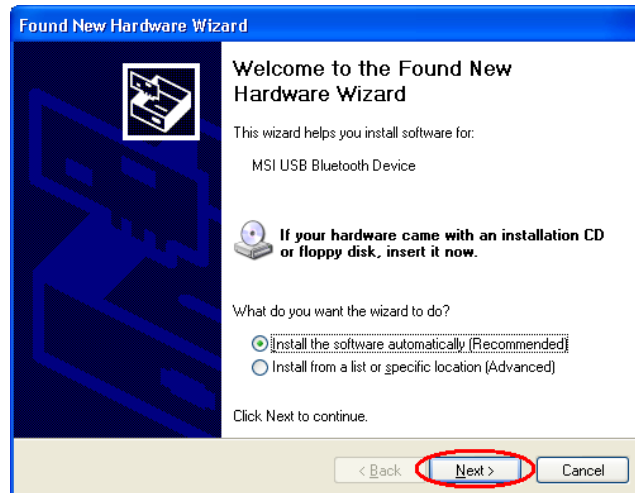 Found New Hardware Wizard
Welcome to the Found New
Hardware Wizard
This wizard helps you install software for:
MSI USB Bluetooth Device
If your hardware came with an installation CD
or floppy disk, insert it now.
What do you want the wizard to do?
Install the software automatically (Recommended)
Install from a list or specific location (Advanced)
Click Next to continue.
< Back Next > Cancel